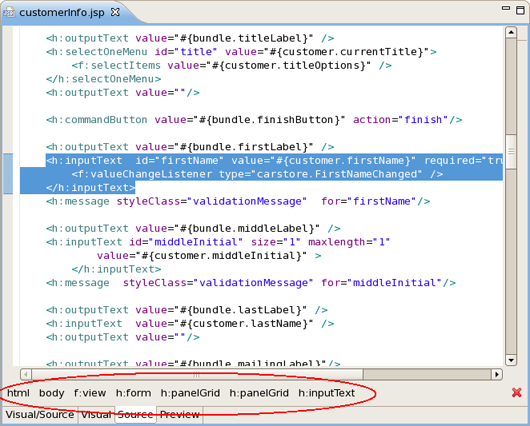 customerInfo.jsp
<h:outputText value="#{bundle.titleLabel}" />
<h:selectOneMenu id="title" value="#{customer.currentTitle}">
<f:selectItems value="#{customer.titleOptions}" />
</h:selectOneMenu>
<h:outputText value=""/>
<h:commandButton value="#{bundle.finishButton}" action="finish"/>
<h:outputText value="#{bundle.firstLabel}" />
<h:inputText  id="firstName" value="#{customer.firstName}" required="tru
<f:valueChangeListener type="carstore.FirstNameChanged" />
</h:inputText>
<h:message styleClass="validationMessage"  for="firstName"/>
<h:outputText value="#{bundle.middleLabel}" />
<h:inputText id="middleInitial" size="1" maxlength="1"
value="#{customer.middleInitial}" >
</h:inputText>
<h:message  styleClass="validationMessage" for="middleInitial"/>
<h:outputText value="#{bundle.lastLabel}" />
<h:inputText  value="#{customer.lastName}" />
<h:outputText value=""/>
<h:outputText value="#{bundle.mailingLabel}"/>
html body f:view h:form h:panelGrid h:panelGrid h:inputText
Visual/Source Visual Source Preview